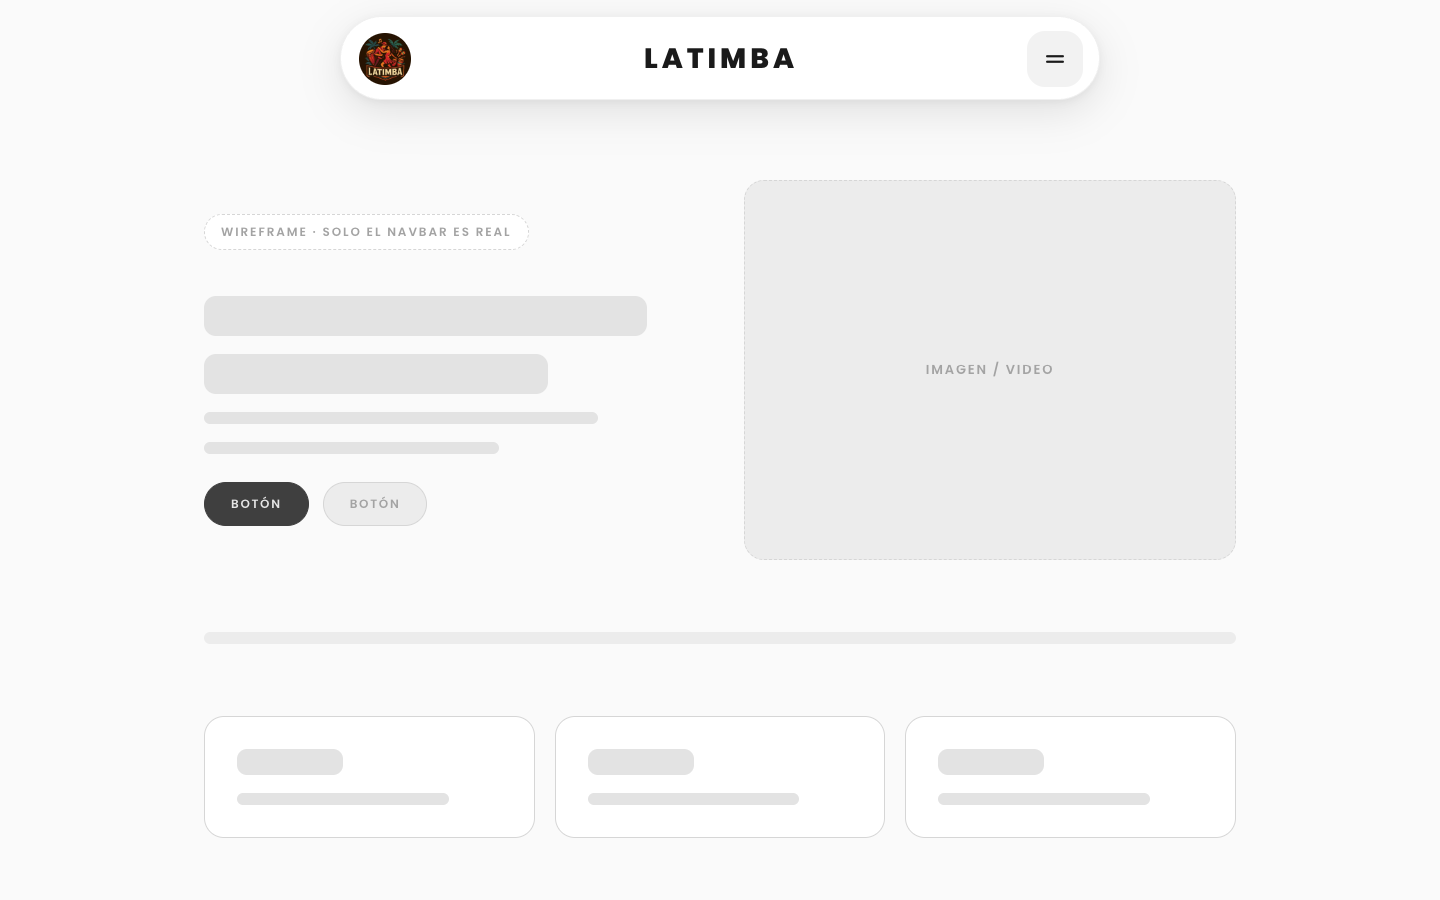 LATIMBA
LATIMBA
WIREFRAME · SOLO EL NAVBAR ES REAL
IMAGEN / VIDEO
BOTÓN
BOTÓN